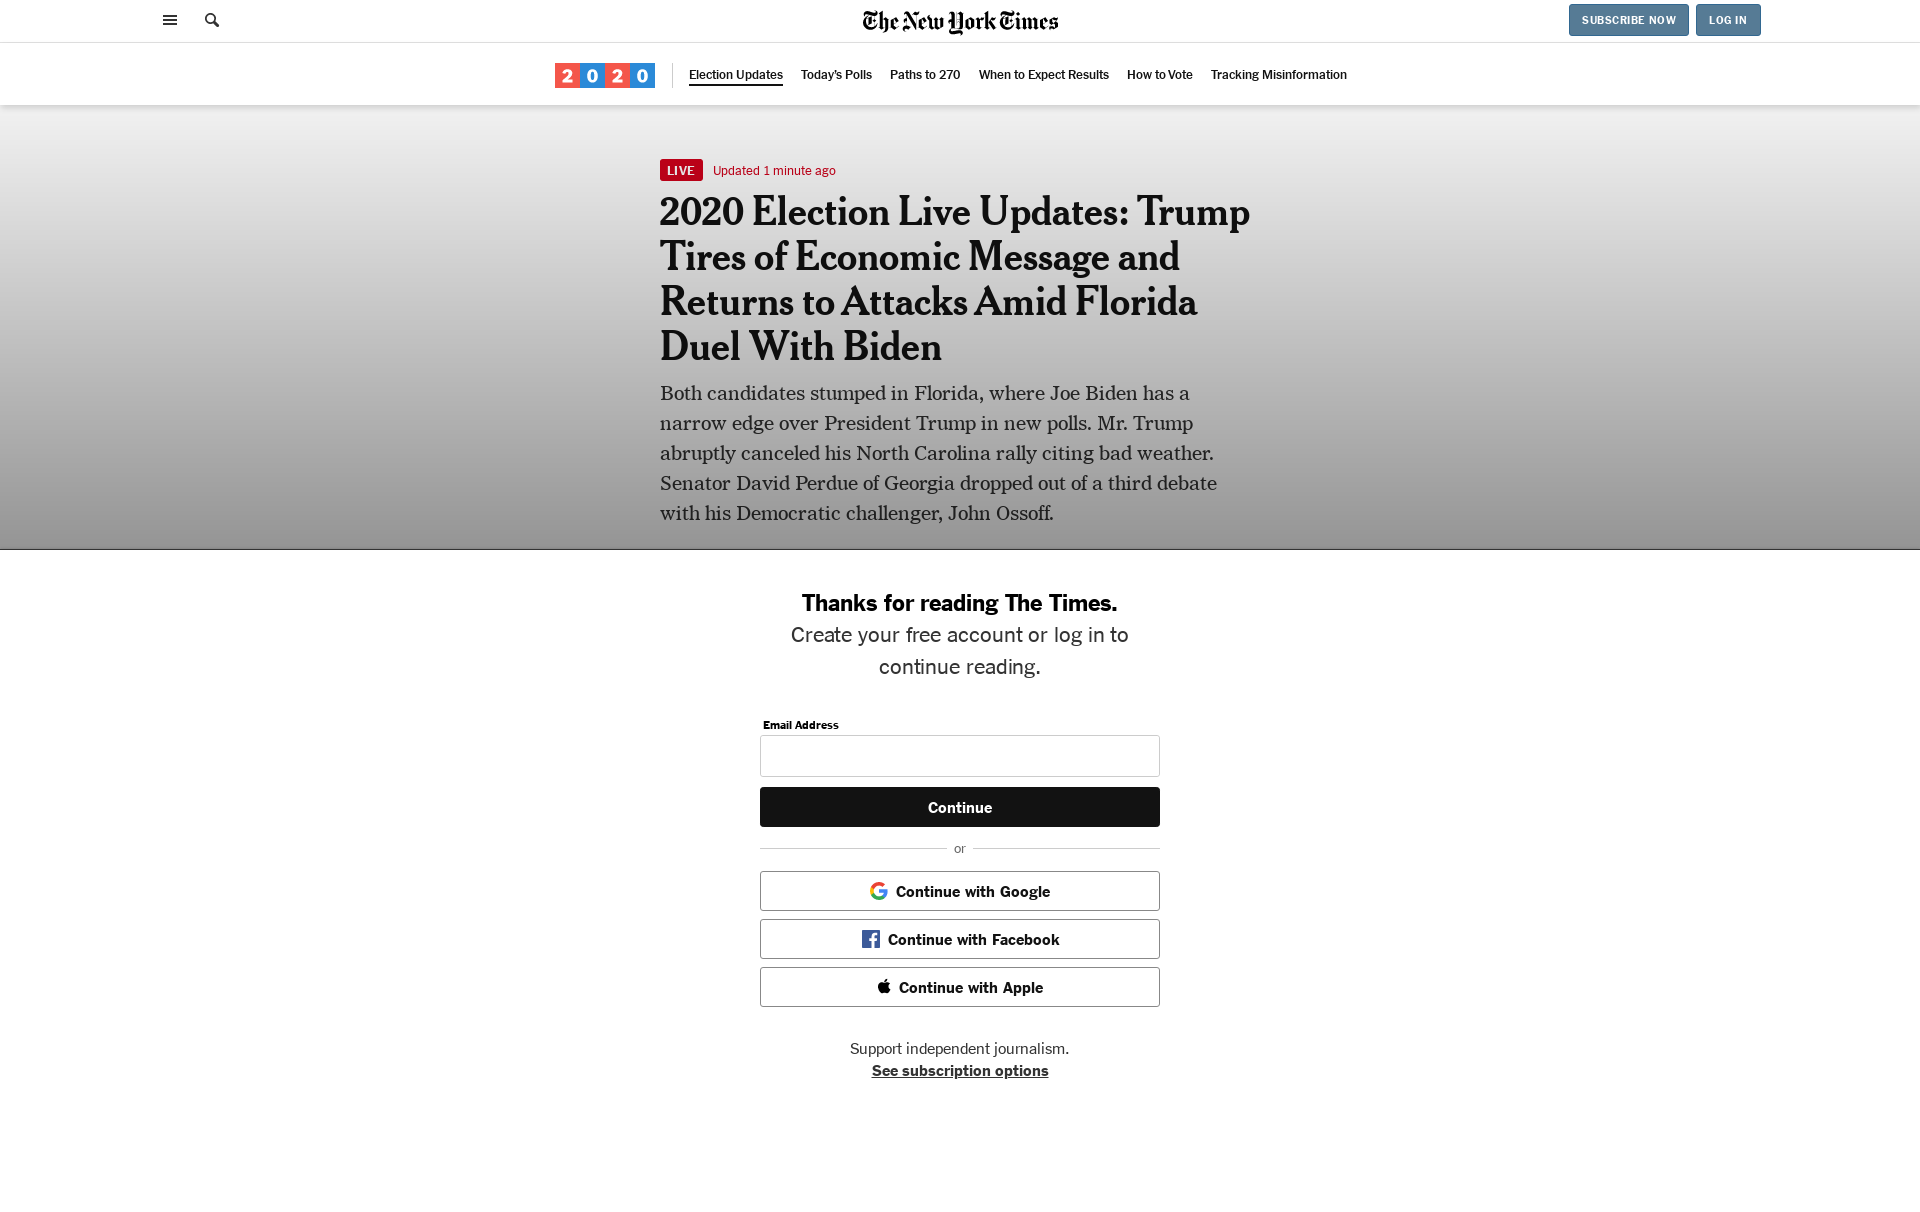 The New York Times
SUBSCRIBE NOW
LOG IN
2020
Election Updates
Today's Polls
Paths to 270
When to Expect Results
How to Vote
Tracking Misinformation
LIVE Updated 1 minute ago
2020 Election Live Updates: Trump
Tires of Economic Message and
Returns to Attacks Amid Florida
Duel With Biden
Both candidates stumped in Florida, where Joe Biden has a
narrow edge over President Trump in new polls. Mr. Trump
abruptly canceled his North Carolina rally citing bad weather.
Senator David Perdue of Georgia dropped out of a third debate
with his Democratic challenger, John Ossoff.
Thanks for reading The Times.
Create your free account or log in to
continue reading.
Email Address
Continue
or
Continue with Google
Continue with Facebook
Continue with Apple
Support independent journalism.
See subscription options